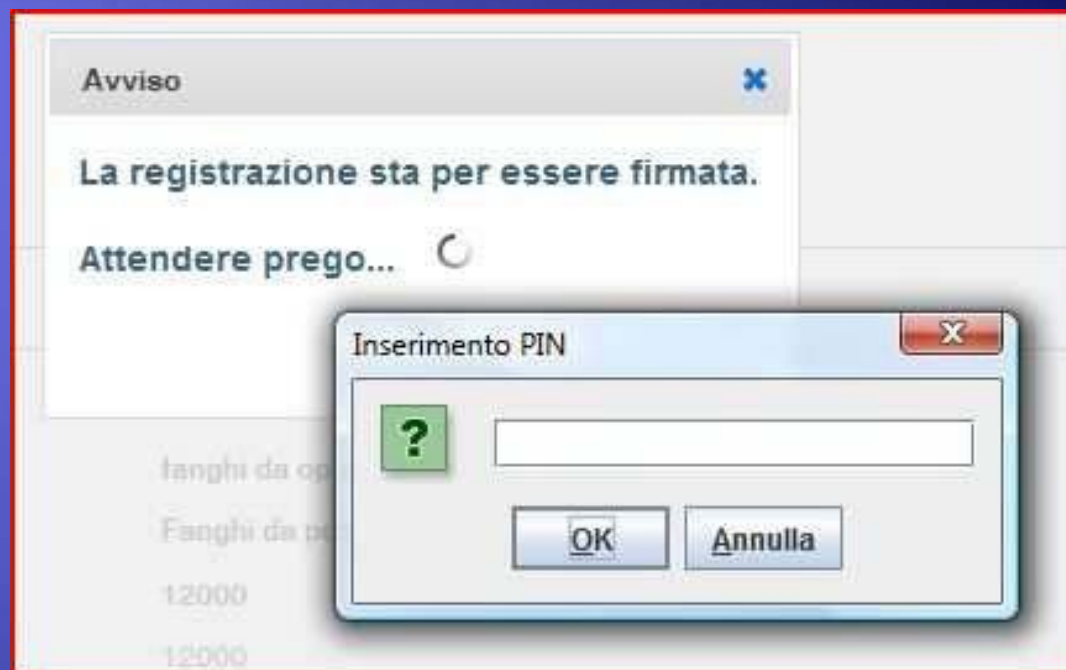 Avviso
La registrazione sta per essere firmata.
Attendere prego...
Inserimento PIN
?
OK
Annulla
fanghi da
Fanghi da
12000
12000